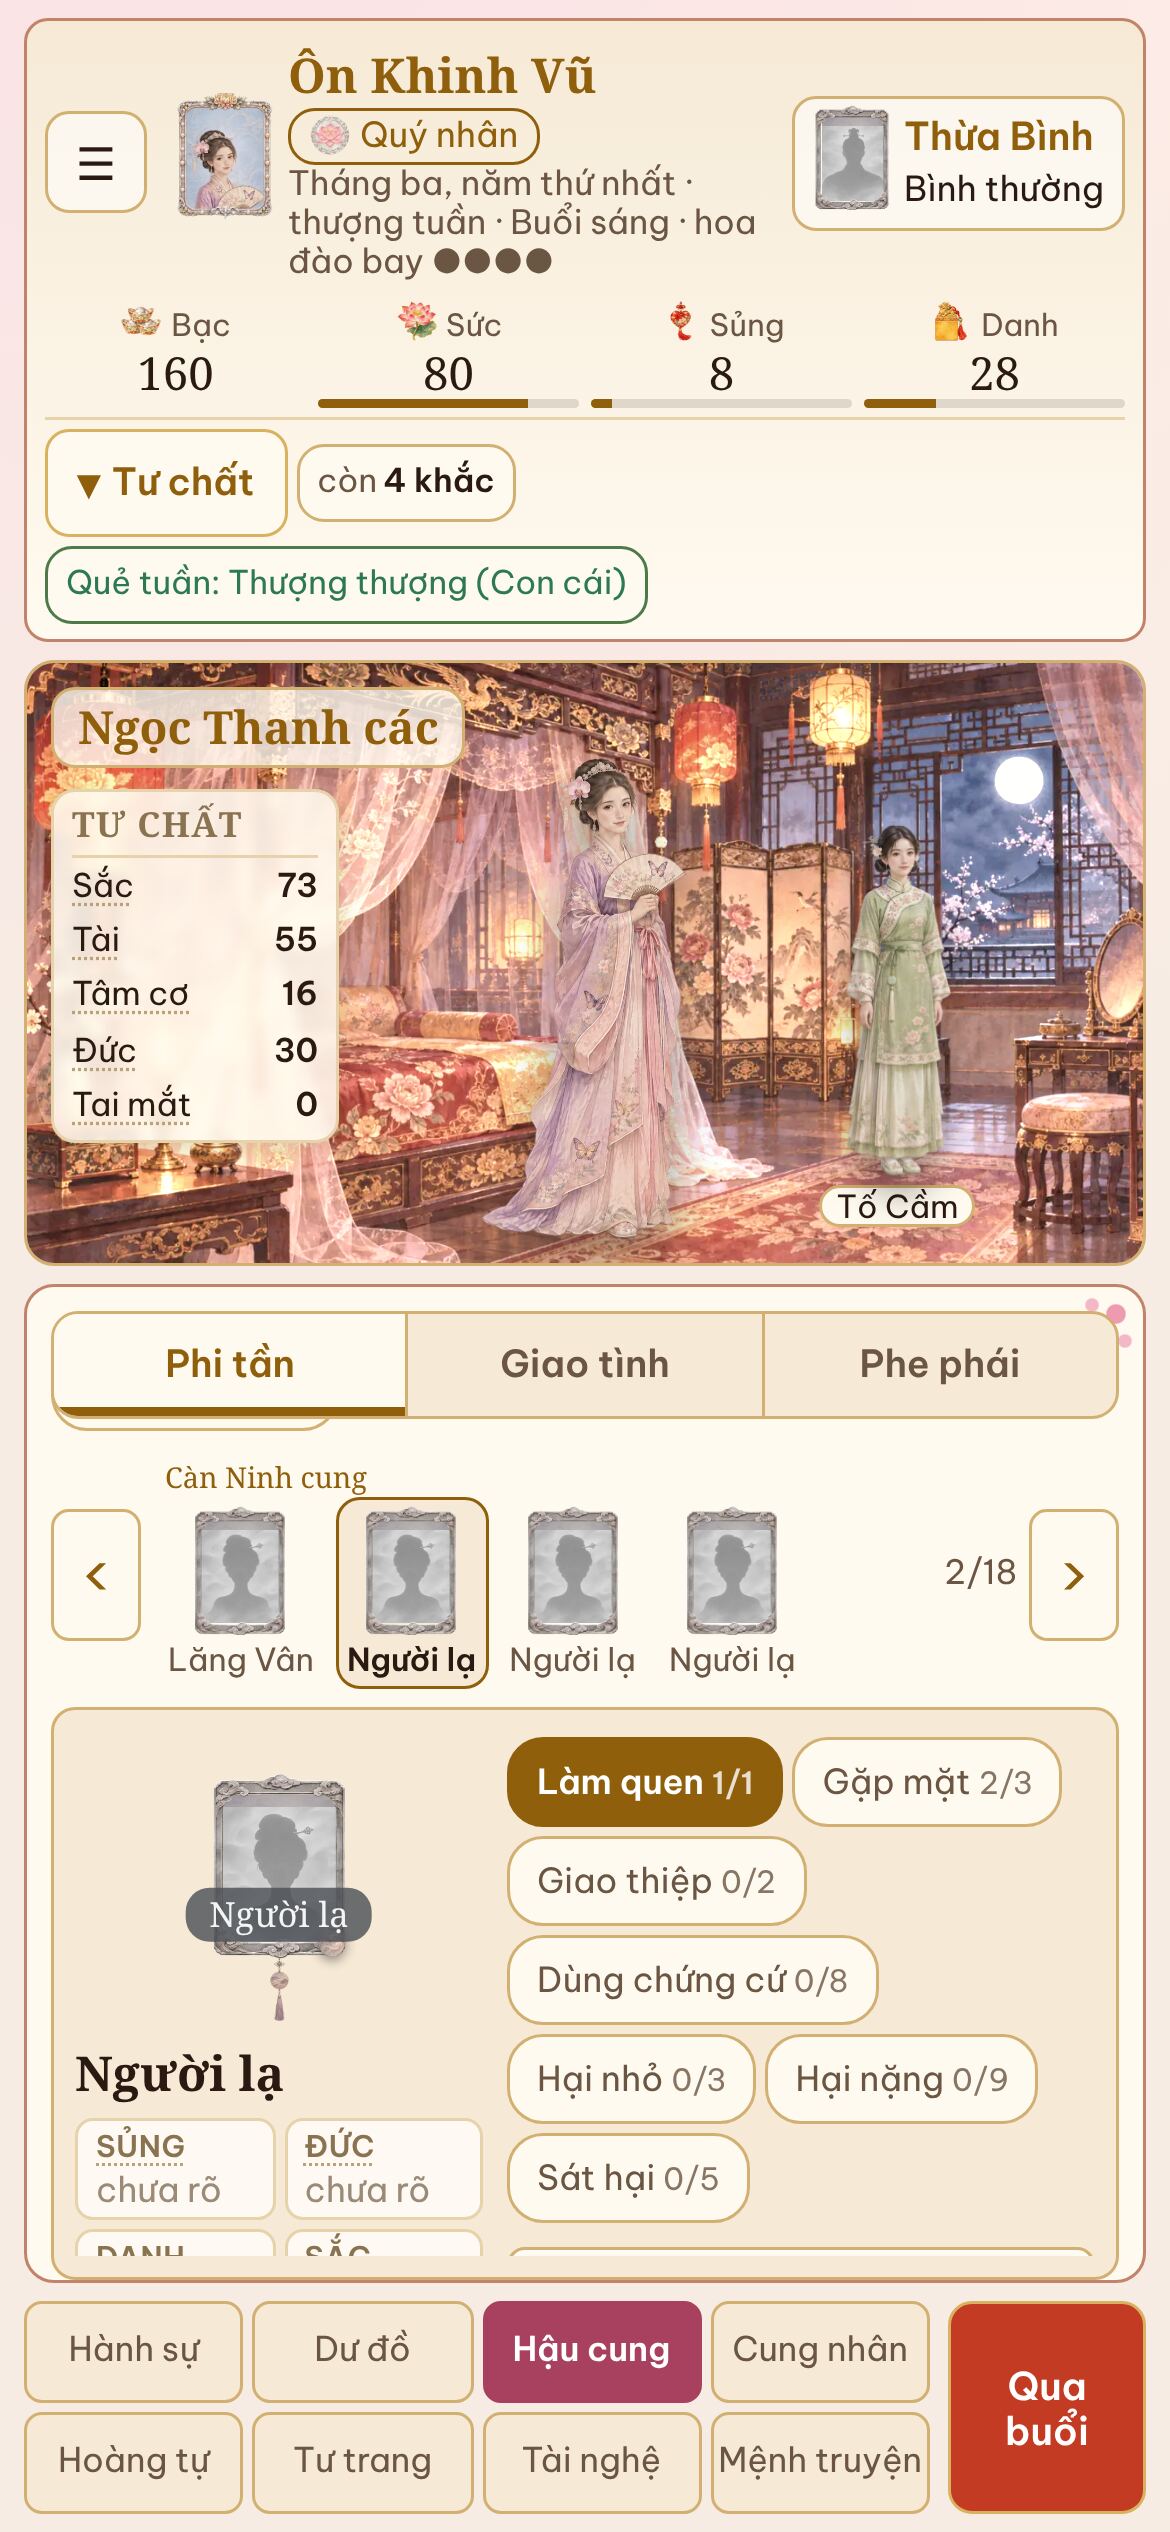 Ôn Khinh Vũ
Quý nhân
Tháng ba, năm thứ nhất ·
thượng tuần · Buổi sáng · hoa
đào bay ●●●●
Thừa Bình
Bình thường
Bạc
160
Sức
80
Sủng
8
Danh
28
▼ Tư chất
còn 4 khắc
Quẻ tuần: Thượng thượng (Con cái)
Ngọc Thanh các
TƯ CHẤT
Sắc 73
Tài 55
Tâm cơ 16
Đức 30
Tai mắt 0
Tố Cầm
Phi tần
Giao tình
Phe phái
Càn Ninh cung
Lăng Vân
Người lạ
Người lạ
Người lạ
2/18
Người lạ
Người lạ
SỦNG
chưa rõ
ĐỨC
chưa rõ
DANH
SẮC
Làm quen 1/1
Gặp mặt 2/3
Giao thiệp 0/2
Dùng chứng cứ 0/8
Hại nhỏ 0/3
Hại nặng 0/9
Sát hại 0/5
Hành sự
Dư đồ
Hậu cung
Cung nhân
Hoàng tự
Tư trang
Tài nghệ
Mệnh truyện
Qua
buổi